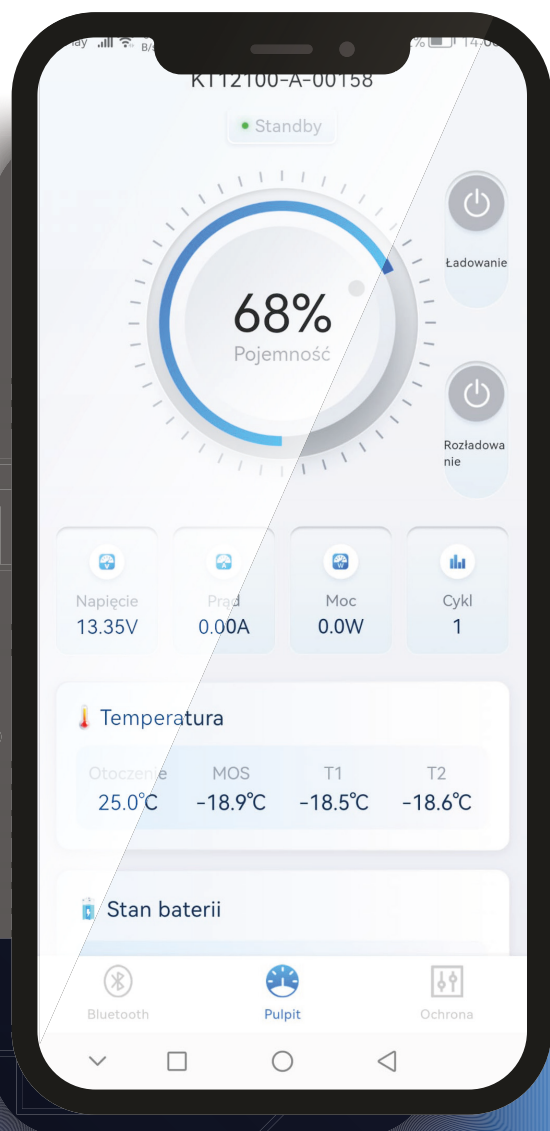 B/s
KT12100-A-00158
Standby
68%
Pojemność
Ładowanie
Rozładowa
nie
Napięcie Prąd Moc Cykl
13.35V 0.00A 0.0W 1
Temperatura
Otoczenie MOS T1 T2
25.0°C -18.9°C -18.5°C -18.6°C
Stan baterii
Bluetooth Pulpit Ochrona